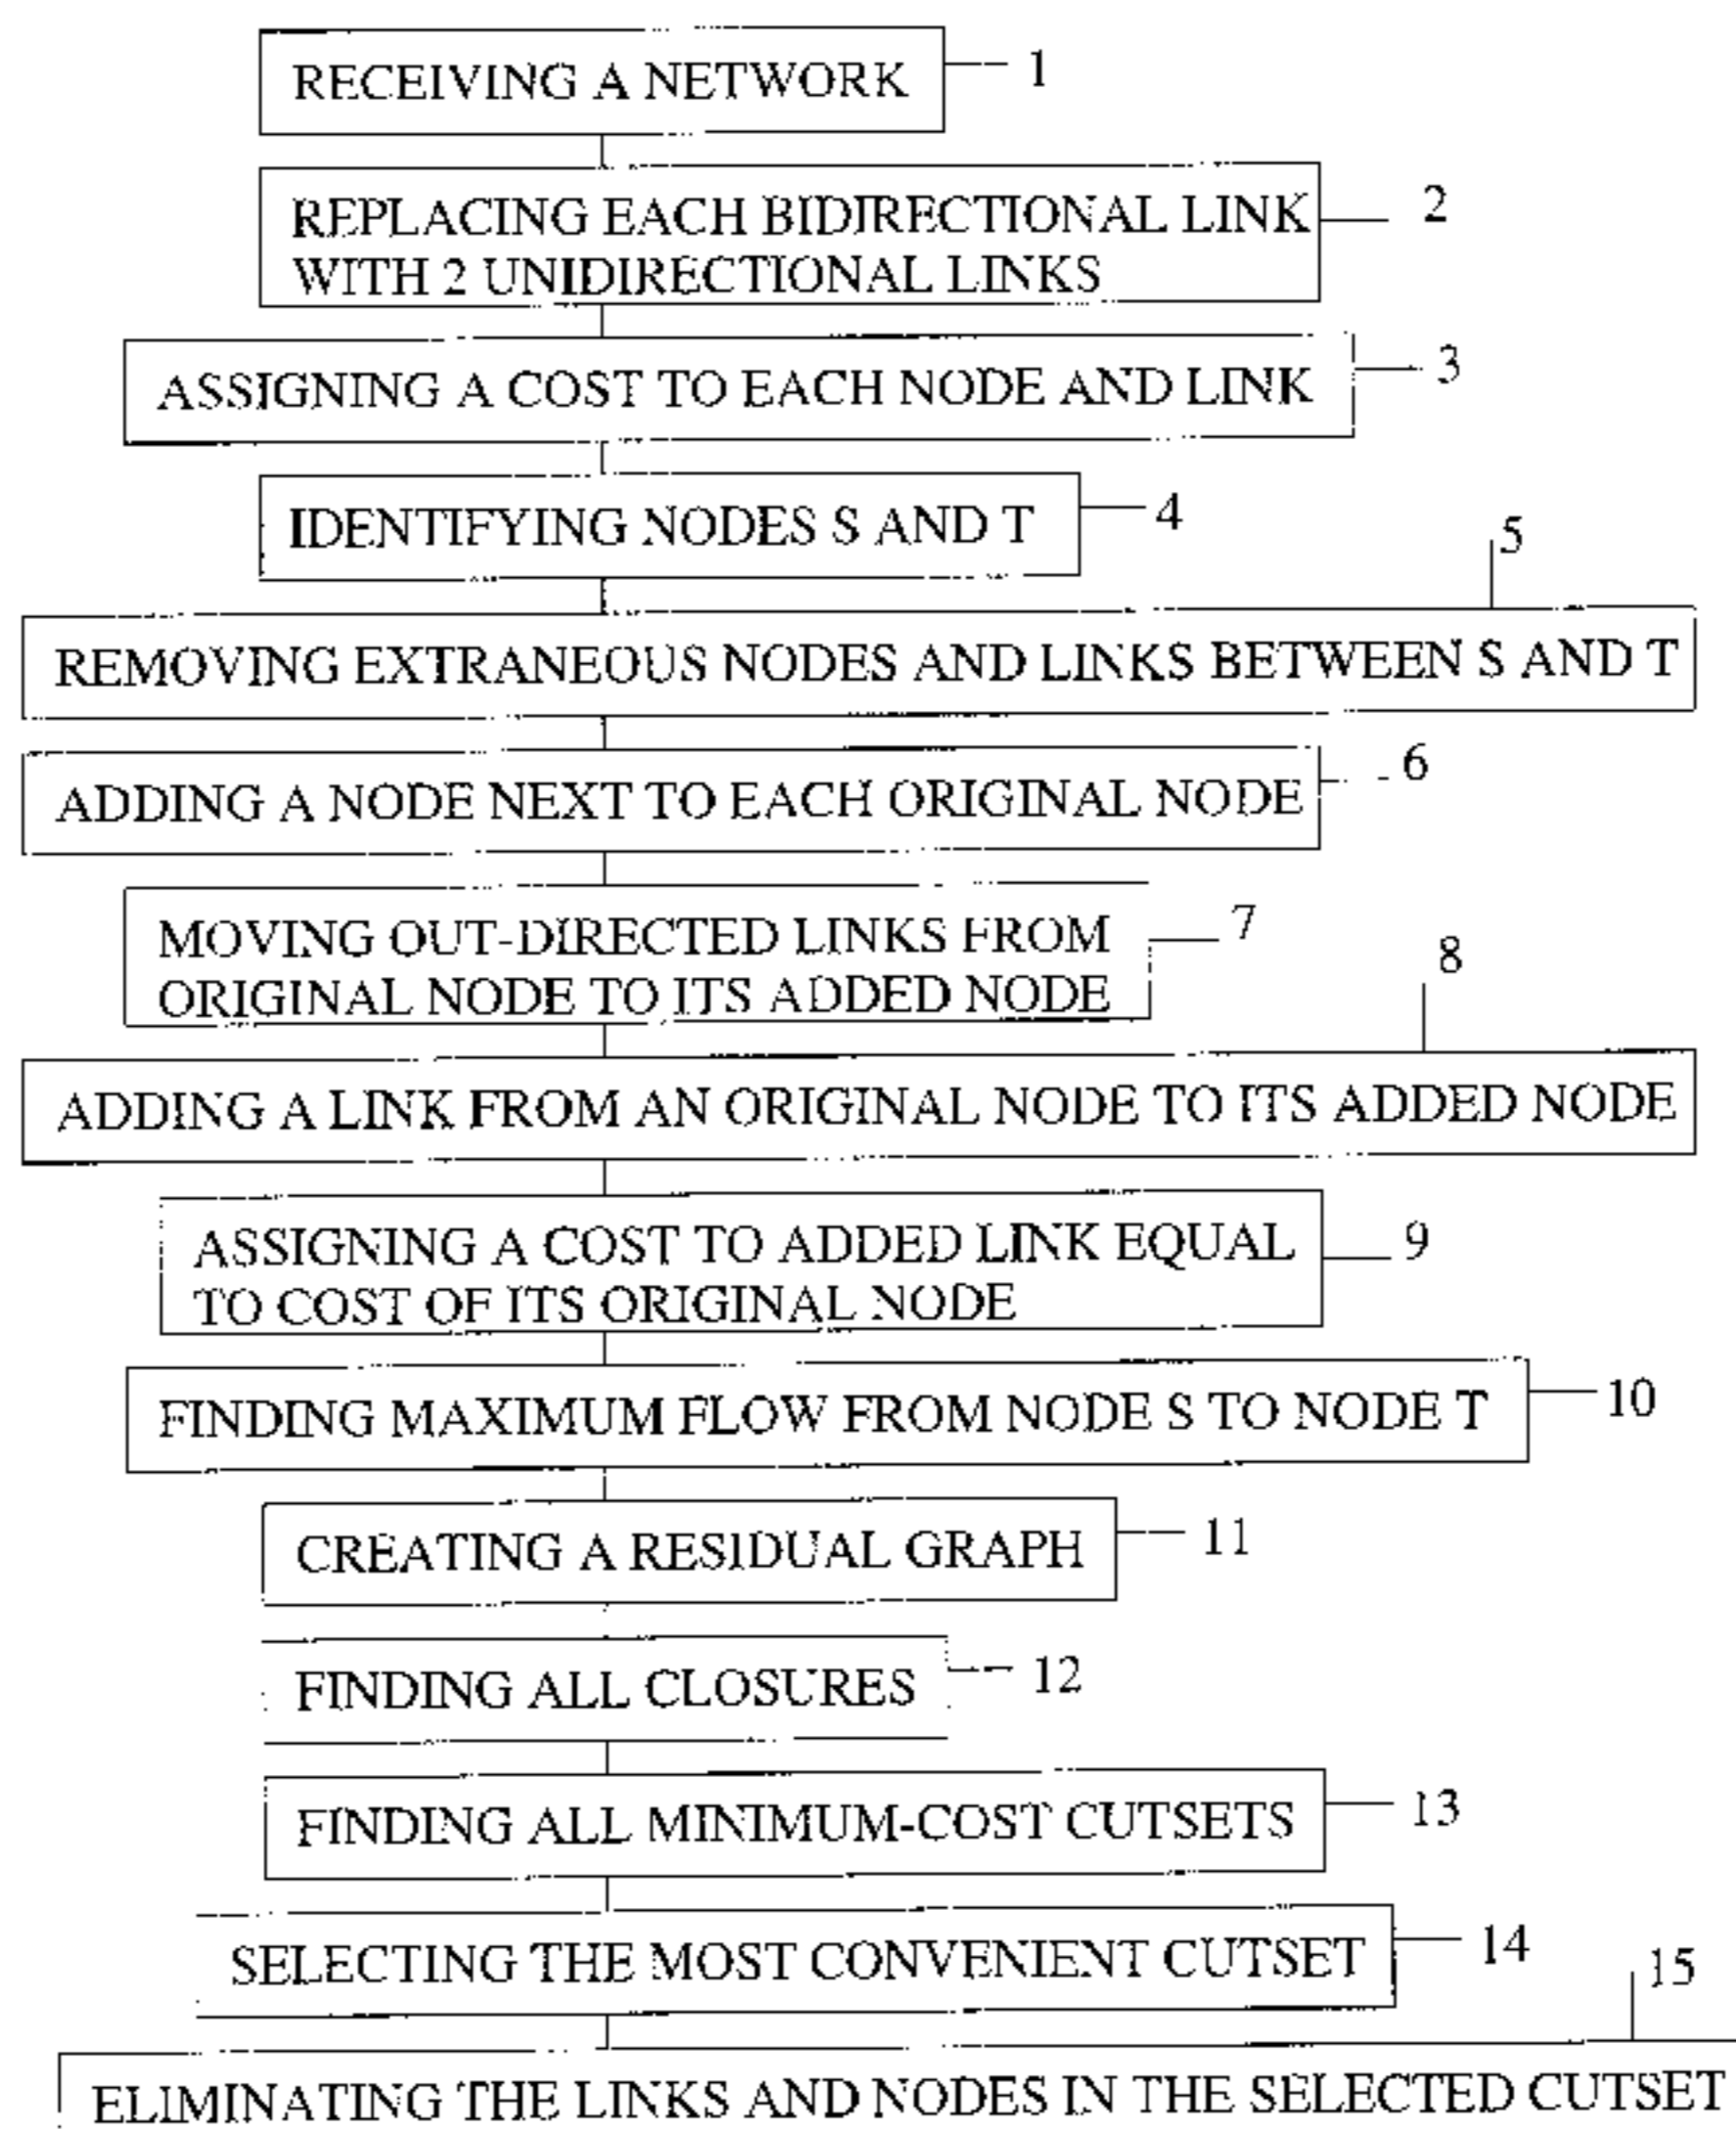 RECEIVING A NETWORK
1
REPLACING EACH BIDIRECTIONAL LINK
WITH 2 UNIDIRECTIONAL LINKS
2
ASSIGNING A COST TO EACH NODE AND LINK
3
IDENTIFYING NODES S AND T
4
5
REMOVING EXTRANEOUS NODES AND LINKS BETWEEN S AND T
ADDING A NODE NEXT TO EACH ORIGINAL NODE
6
MOVING OUT-DIRECTED LINKS FROM
ORIGINAL NODE TO ITS ADDED NODE
7
8
ADDING A LINK FROM AN ORIGINAL NODE TO ITS ADDED NODE
ASSIGNING A COST TO ADDED LINK EQUAL
TO COST OF ITS ORIGINAL NODE
9
FINDING MAXIMUM FLOW FROM NODE S TO NODE T
10
CREATING A RESIDUAL GRAPH
11
FINDING ALL CLOSURES
12
FINDING ALL MINIMUM-COST CUTSETS
13
SELECTING THE MOST CONVENIENT CUTSET
14
15
ELIMINATING THE LINKS AND NODES IN THE SELECTED CUTSET